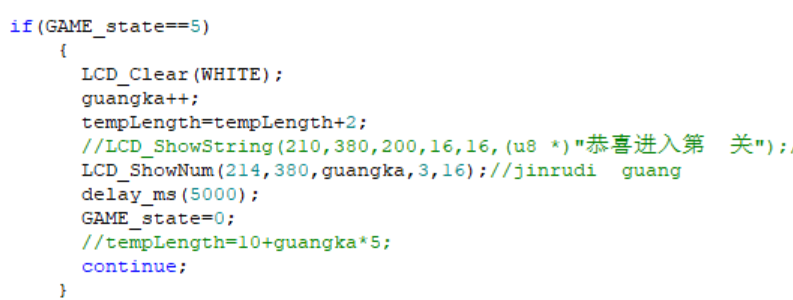 if(GAME_state==5)
{
LCD_Clear(WHITE);
guangka++;
tempLength=tempLength+2;
//LCD_ShowString(210,380,200,16,16,(u8 *)"恭喜进入第  关");/
LCD_ShowNum(214,380,guangka,3,16);//jinrudi  guang
delay_ms(5000);
GAME_state=0;
//tempLength=10+guangka*5;
continue;
}